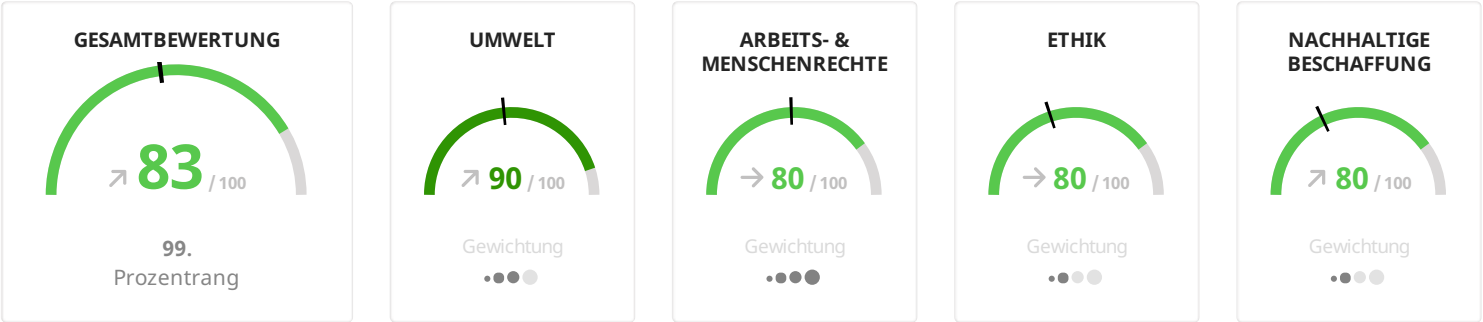 GESAMTBEWERTUNG
83 / 100
99.
Prozentrang
UMWELT
90 / 100
Gewichtung
ARBEITS- &
MENSCHENRECHTE
80 / 100
Gewichtung
ETHIK
80 / 100
Gewichtung
NACHHALTIGE
BESCHAFFUNG
80 / 100
Gewichtung